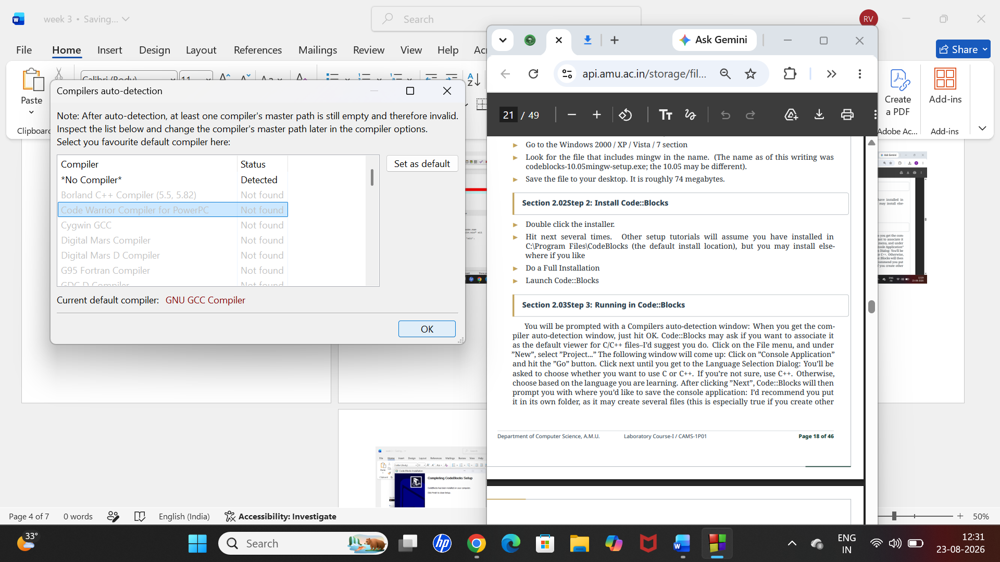 week 3 • Saving...
Search
RV
File Home Insert Design Layout References Mailings Review View Help
Share
Paste
Clipboard
Create
a PDF
Adobe Ac...
Add-ins
Add-ins
Compilers auto-detection
Note: After auto-detection, at least one compiler's master path is still empty and therefore invalid.
Inspect the list below and change the compiler's master path later in the compiler options.
Select you favourite default compiler here:
Compiler Status
*No Compiler* Detected
Borland C++ Compiler (5.5, 5.82) Not found
Code Warrior Compiler for PowerPC Not found
Cygwin GCC Not found
Digital Mars Compiler Not found
Digital Mars D Compiler Not found
G95 Fortran Compiler Not found
GDC D Compiler Not found
Set as default
Current default compiler: GNU GCC Compiler
OK
Ask Gemini
api.amu.ac.in/storage/fil...
21 / 49
Go to the Windows 2000 / XP / Vista / 7 section
Look for the file that includes mingw in the name. (The name as of this writing was
codeblocks-10.05mingw-setup.exe; the 10.05 may be different).
Save the file to your desktop. It is roughly 74 megabytes.
Section 2.02Step 2: Install Code::Blocks
Double click the installer.
Hit next several times. Other setup tutorials will assume you have installed in
C:\Program Files\CodeBlocks (the default install location), but you may install else-
where if you like
Do a Full Installation
Launch Code::Blocks
Section 2.03Step 3: Running in Code::Blocks
You will be prompted with a Compilers auto-detection window: When you get the com-
piler auto-detection window, just hit OK. Code::Blocks may ask if you want to associate it
as the default viewer for C/C++ files–I'd suggest you do. Click on the File menu, and under
"New", select "Project..." The following window will come up: Click on "Console Application"
and hit the "Go" button. Click next until you get to the Language Selection Dialog: You'll be
asked to choose whether you want to use C or C++. If you're not sure, use C++. Otherwise,
choose based on the language you are learning. After clicking "Next", Code::Blocks will then
prompt you with where you'd like to save the console application: I'd recommend you put
it in its own folder, as it may create several files (this is especially true if you create other
Department of Computer Science, A.M.U. Laboratory Course-I / CAMS-1P01 Page 18 of 46
Completing CodeBlocks Setup
CodeBlocks has been installed on your computer.
Click Finish to close Setup.
Page 4 of 7 0 words English (India) Accessibility: Investigate
50%
33°
Search
ENG
IN
12:31
23-08-2026